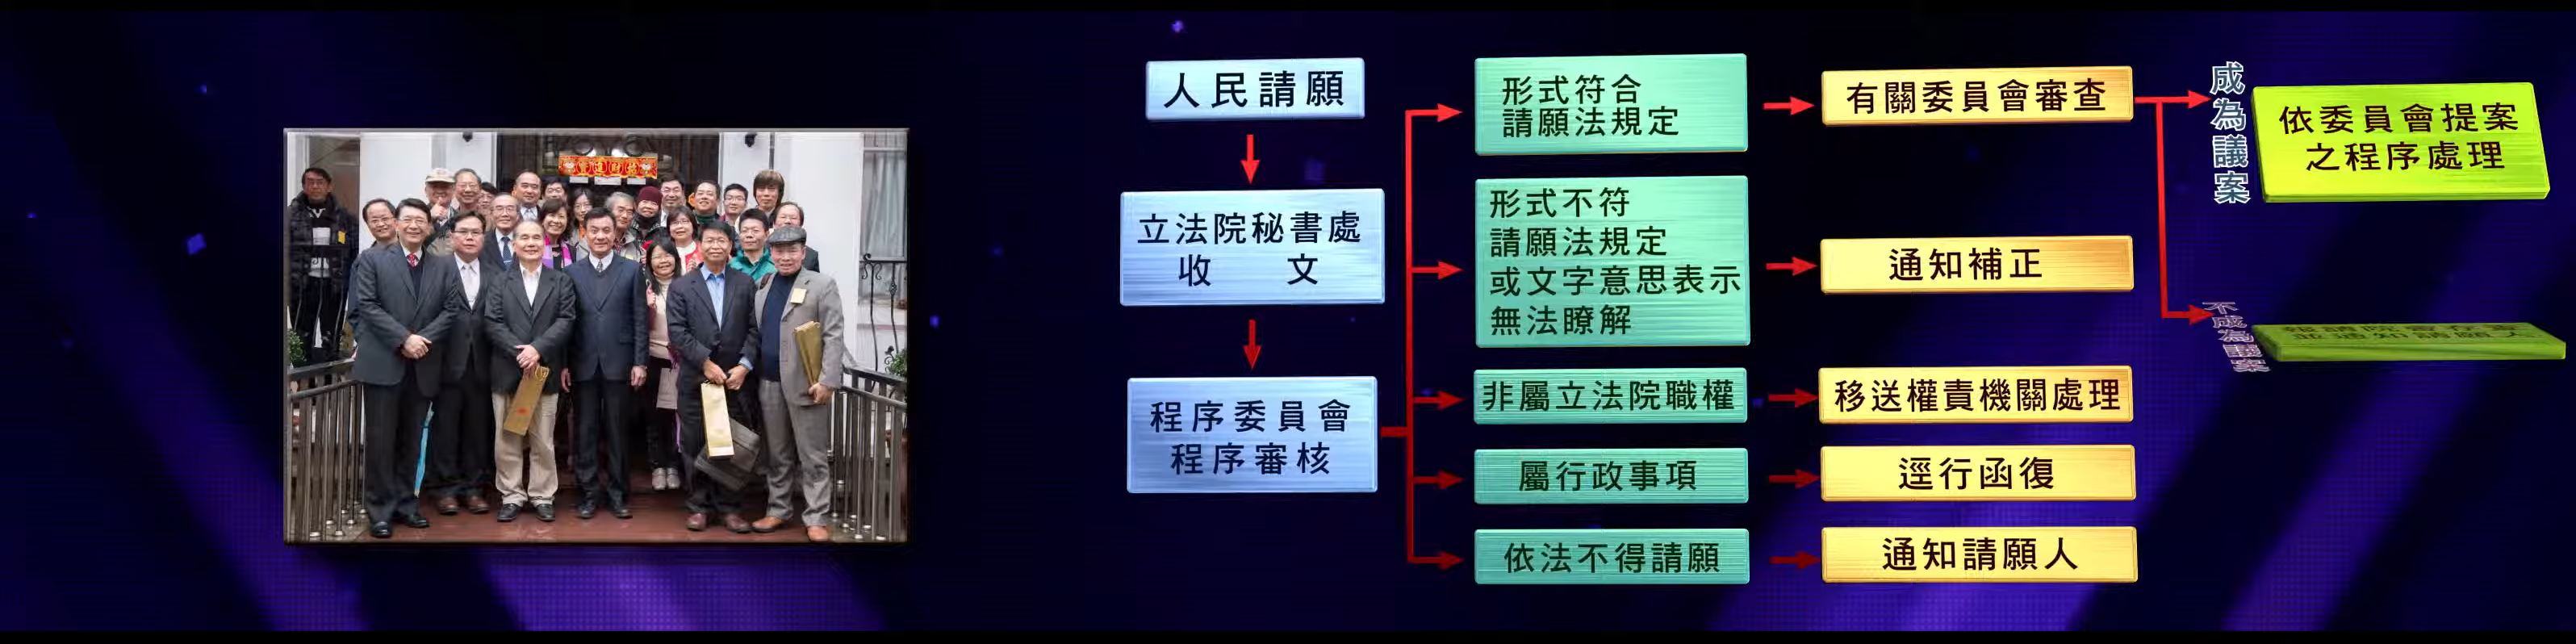 人民請願
立法院秘書處
收 文
程序委員會
程序審核
形式符合
請願法規定
形式不符
請願法規定
或文字意思表示
無法瞭解
非屬立法院職權
屬行政事項
依法不得請願
有關委員會審查
通知補正
移送權責機關處理
逕行函復
通知請願人
成為議案
依委員會提案
之程序處理
不成為議案